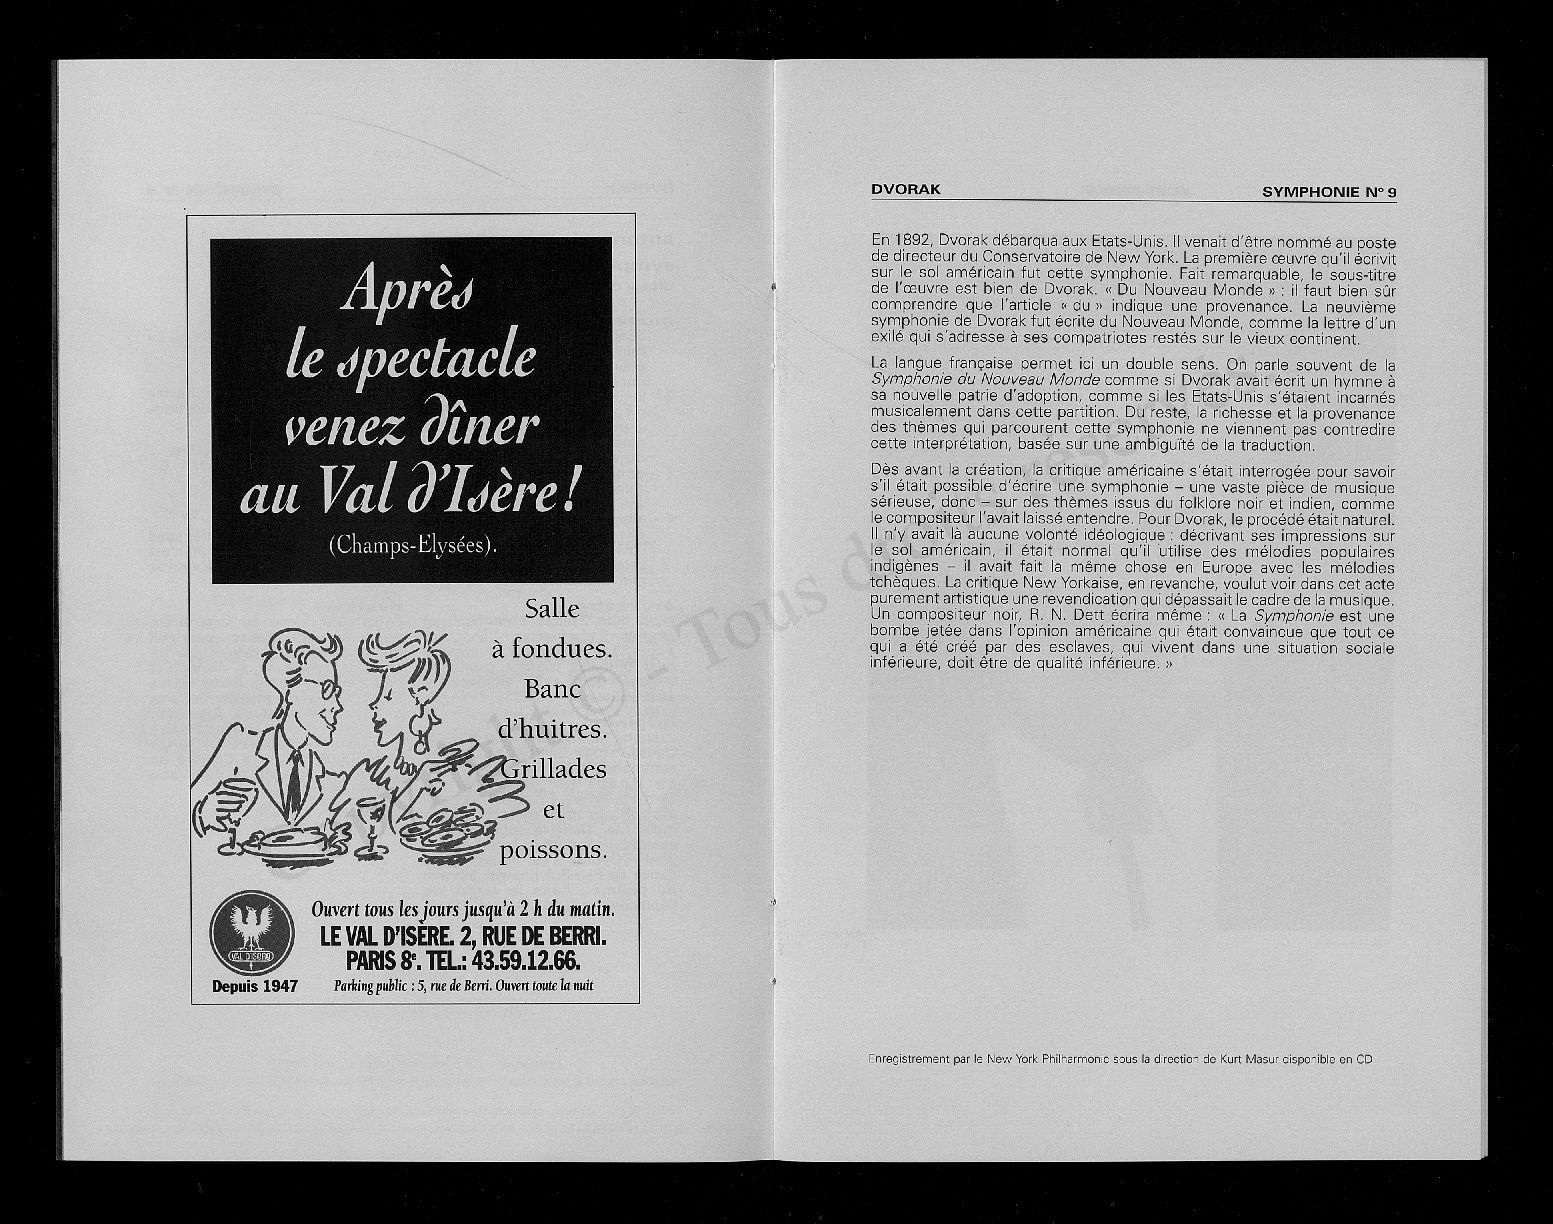 Après
le spectacle
venez dîner
au Val d'Isère!
(Champs-Elysées).
Salle
à fondues.
Banc
d'huitres.
Grillades
et
poissons.
VAL D'ISERE
Depuis 1947
Ouvert tous les jours jusqu'à 2 h du matin.
LE VAL D'ISÈRE. 2, RUE DE BERRI.
PARIS 8e. TEL.: 43.59.12.66.
Parking public : 5, rue de Berri. Ouvert toute la nuit
DVORAK SYMPHONIE N° 9
En 1892, Dvorak débarqua aux Etats-Unis. Il venait d'être nommé au poste
de directeur du Conservatoire de New York. La première œuvre qu'il écrivit
sur le sol américain fut cette symphonie. Fait remarquable, le sous-titre
de l'œuvre est bien de Dvorak. « Du Nouveau Monde » : il faut bien sûr
comprendre que l'article « du » indique une provenance. La neuvième
symphonie de Dvorak fut écrite du Nouveau Monde, comme la lettre d'un
exilé qui s'adresse à ses compatriotes restés sur le vieux continent.
La langue française permet ici un double sens. On parle souvent de la
Symphonie du Nouveau Monde comme si Dvorak avait écrit un hymne à
sa nouvelle patrie d'adoption, comme si les Etats-Unis s'étaient incarnés
musicalement dans cette partition. Du reste, la richesse et la provenance
des thèmes qui parcourent cette symphonie ne viennent pas contredire
cette interprétation, basée sur une ambiguïté de la traduction.
Dès avant la création, la critique américaine s'était interrogée pour savoir
s'il était possible d'écrire une symphonie – une vaste pièce de musique
sérieuse, donc – sur des thèmes issus du folklore noir et indien, comme
le compositeur l'avait laissé entendre. Pour Dvorak, le procédé était naturel.
Il n'y avait là aucune volonté idéologique : décrivant ses impressions sur
le sol américain, il était normal qu'il utilise des mélodies populaires
indigènes – il avait fait la même chose en Europe avec les mélodies
tchèques. La critique New Yorkaise, en revanche, voulut voir dans cet acte
purement artistique une revendication qui dépassait le cadre de la musique.
Un compositeur noir, R. N. Dett écrira même : « La Symphonie est une
bombe jetée dans l'opinion américaine qui était convaincue que tout ce
qui a été créé par des esclaves, qui vivent dans une situation sociale
inférieure, doit être de qualité inférieure. »
Enregistrement par le New York Philharmonic sous la direction de Kurt Masur disponible en CD
© - Tous